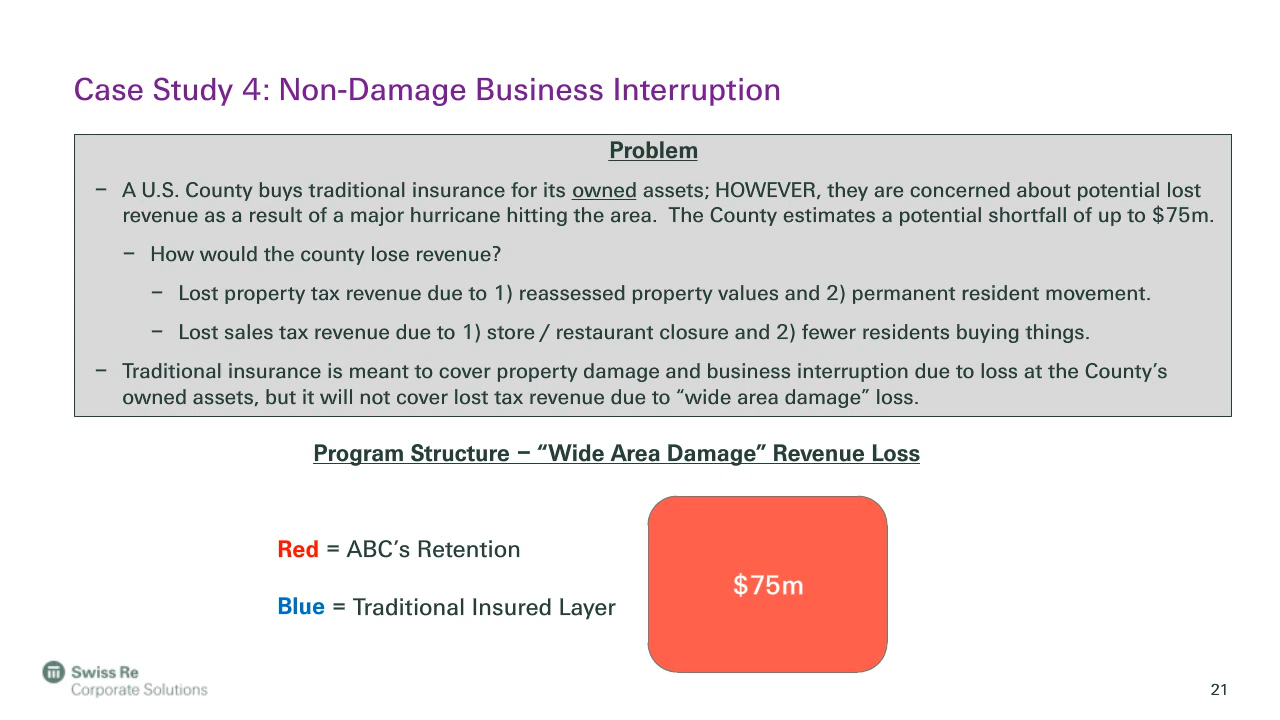 Case Study 4: Non-Damage Business Interruption
Problem
– A U.S. County buys traditional insurance for its owned assets; HOWEVER, they are concerned about potential lost
revenue as a result of a major hurricane hitting the area.  The County estimates a potential shortfall of up to $75m.
– How would the county lose revenue?
– Lost property tax revenue due to 1) reassessed property values and 2) permanent resident movement.
– Lost sales tax revenue due to 1) store / restaurant closure and 2) fewer residents buying things.
– Traditional insurance is meant to cover property damage and business interruption due to loss at the County’s
owned assets, but it will not cover lost tax revenue due to “wide area damage” loss.
Program Structure – “Wide Area Damage” Revenue Loss
Red = ABC’s Retention
Blue = Traditional Insured Layer
$75m
Swiss Re
Corporate Solutions
21